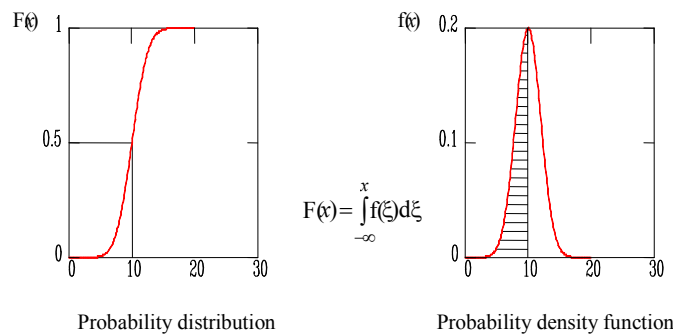 F(x)
1
0.5
0
0 10 20 30
Probability distribution
F(x) = ∫f(ξ)dξ
x
−∞
f(x)
0.2
0.1
0
0 10 20 30
Probability density function